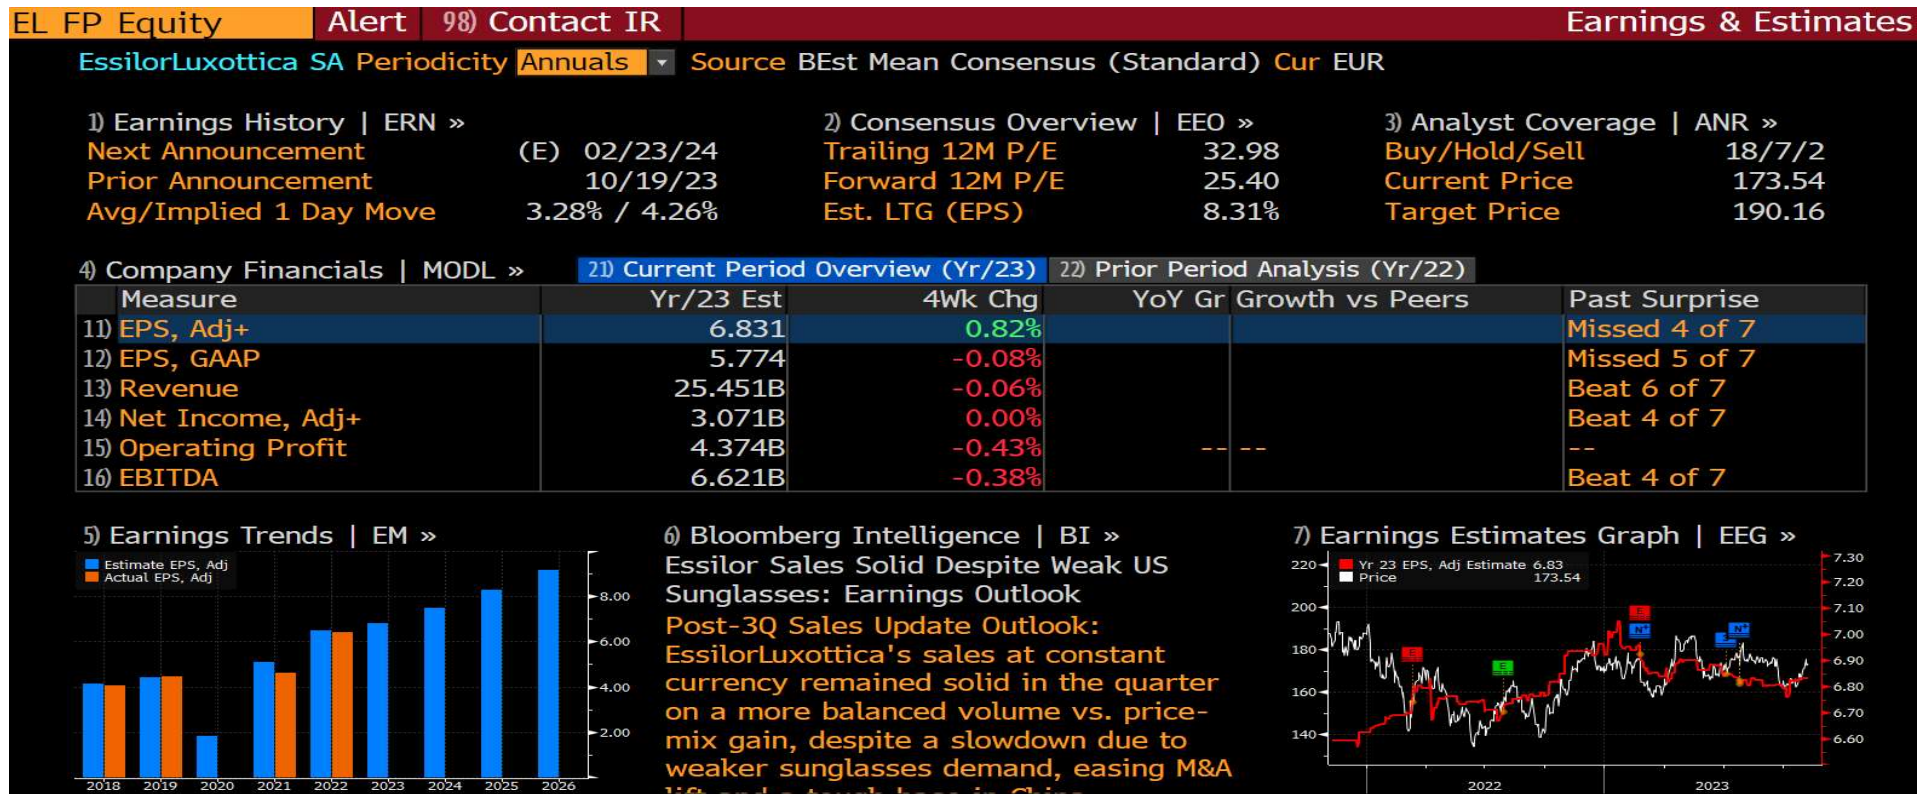 EL FP Equity Alert 98) Contact IR Earnings & Estimates
EssilorLuxottica SA Periodicity Annuals Source BEst Mean Consensus (Standard) Cur EUR
1) Earnings History | ERN »
Next Announcement (E) 02/23/24
Prior Announcement 10/19/23
Avg/Implied 1 Day Move 3.28% / 4.26%
2) Consensus Overview | EEO »
Trailing 12M P/E 32.98
Forward 12M P/E 25.40
Est. LTG (EPS) 8.31%
3) Analyst Coverage | ANR »
Buy/Hold/Sell 18/7/2
Current Price 173.54
Target Price 190.16
4) Company Financials | MODL » 21) Current Period Overview (Yr/23) 22) Prior Period Analysis (Yr/22)
Measure Yr/23 Est 4Wk Chg YoY Gr Growth vs Peers Past Surprise
11) EPS, Adj+ 6.831 0.82% Missed 4 of 7
12) EPS, GAAP 5.774 -0.08% Missed 5 of 7
13) Revenue 25.451B -0.06% Beat 6 of 7
14) Net Income, Adj+ 3.071B 0.00% Beat 4 of 7
15) Operating Profit 4.374B -0.43% -- -- --
16) EBITDA 6.621B -0.38% Beat 4 of 7
5) Earnings Trends | EM »
Estimate EPS, Adj
Actual EPS, Adj
8.00
6.00
4.00
2.00
2018 2019 2020 2021 2022 2023 2024 2025 2026
6) Bloomberg Intelligence | BI »
Essilor Sales Solid Despite Weak US
Sunglasses: Earnings Outlook
Post-3Q Sales Update Outlook:
EssilorLuxottica's sales at constant
currency remained solid in the quarter
on a more balanced volume vs. price-
mix gain, despite a slowdown due to
weaker sunglasses demand, easing M&A
lift and a tough base in China
7) Earnings Estimates Graph | EEG »
Yr 23 EPS, Adj Estimate 6.83
Price 173.54
220
200
180
160
140
7.30
7.20
7.10
7.00
6.90
6.80
6.70
6.60
E
E
E
N
3
N
2022 2023